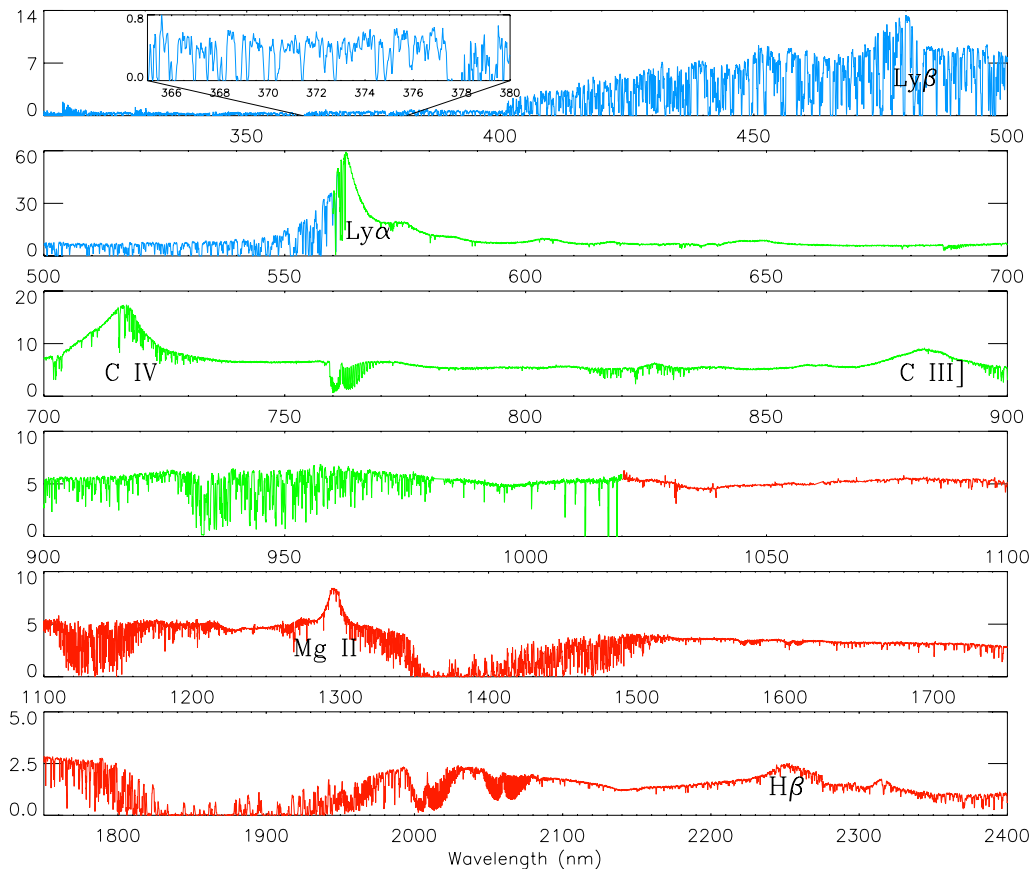 14
7
0
0.8
0.0
366 368 370 372 374 376 378 380
Lyβ
350 400 450 500
60
30
0
Lyα
500 550 600 650 700
20
10
0
C IV
C III]
700 750 800 850 900
10
5
0
900 950 1000 1050 1100
10
5
0
Mg II
1100 1200 1300 1400 1500 1600 1700
5.0
2.5
0.0
Hβ
1800 1900 2000 2100 2200 2300 2400
Wavelength (nm)